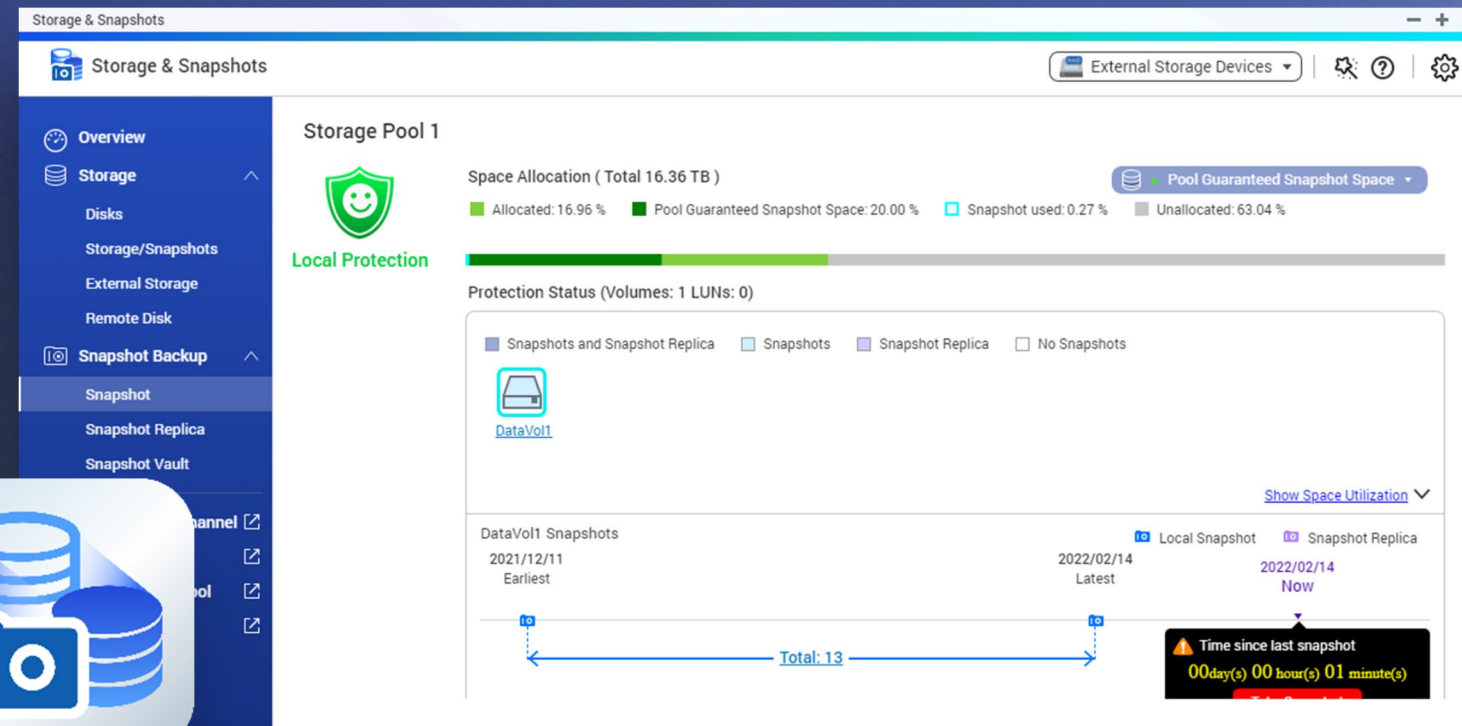 Storage & Snapshots
Storage & Snapshots
External Storage Devices
Overview
Storage
Disks
Storage/Snapshots
External Storage
Remote Disk
Snapshot Backup
Snapshot
Snapshot Replica
Snapshot Vault
Storage Pool 1
Local Protection
Space Allocation ( Total 16.36 TB )
Pool Guaranteed Snapshot Space
Allocated: 16.96 % Pool Guaranteed Snapshot Space: 20.00 % Snapshot used: 0.27 % Unallocated: 63.04 %
Protection Status (Volumes: 1 LUNs: 0)
Snapshots and Snapshot Replica Snapshots Snapshot Replica No Snapshots
DataVol1
Show Space Utilization
DataVol1 Snapshots
Local Snapshot Snapshot Replica
2021/12/11
Earliest
2022/02/14
Latest
2022/02/14
Now
Total: 13
Time since last snapshot
00day(s) 00 hour(s) 01 minute(s)